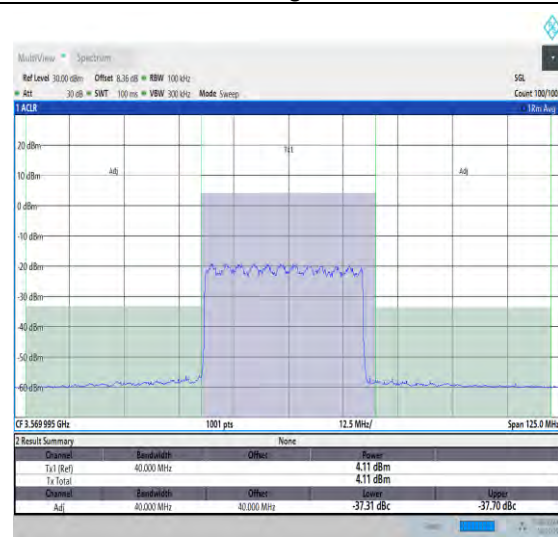 MultiView Spectrum
Ref Level 30.00 dBm Offset 8.36 dB RBW 100 kHz SGL
Att 30 dB SWT 100 ms VBW 300 kHz Mode Sweep Count 100/100
1 ACLR 1Rm Avg
20 dBm
Tx1
10 dBm
Adj Adj
0 dBm
-10 dBm
-20 dBm
-30 dBm
-40 dBm
-50 dBm
-60 dBm
CF 3.569 995 GHz 1001 pts 12.5 MHz/ Span 125.0 MHz
2 Result Summary None
Channel Bandwidth Offset Power
Tx1 (Ref) 40.000 MHz 4.11 dBm
Tx Total 4.11 dBm
Channel Bandwidth Offset Lower Upper
Adj 40.000 MHz 40.000 MHz -37.31 dBc -37.70 dBc